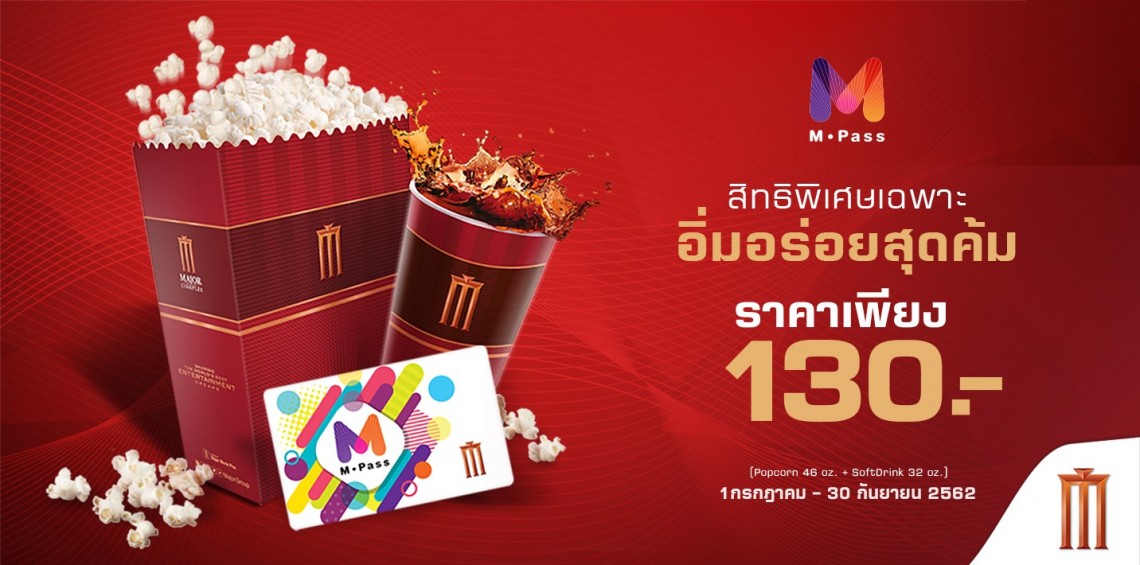 M•Pass
สิทธิพิเศษเฉพาะ
อิ่มอร่อยสุดค้ม
ราคาเพียง
130.-
(Popcorn 46 oz. + SoftDrink 32 oz.)
1กรกฎาคม - 30 กันยายน 2562
MAJOR
CINEPLEX
ENTERTAINMENT
M•Pass